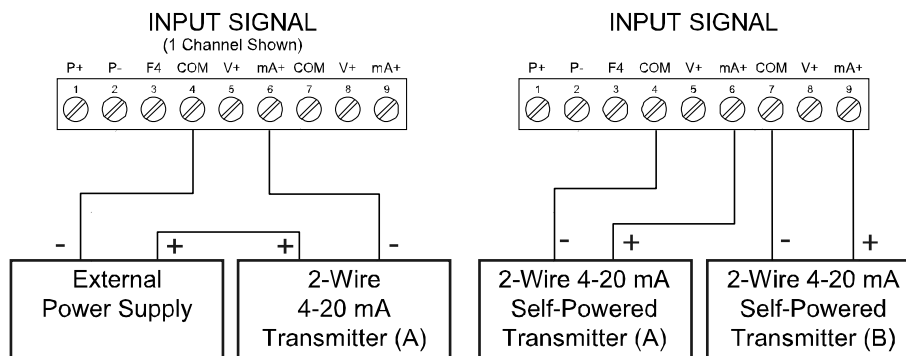 INPUT SIGNAL
(1 Channel Shown)
P+ P- F4 COM V+ mA+ COM V+ mA+
1 2 3 4 5 6 7 8 9
- + + -
External
Power Supply
2-Wire
4-20 mA
Transmitter (A)
INPUT SIGNAL
P+ P- F4 COM V+ mA+ COM V+ mA+
1 2 3 4 5 6 7 8 9
- + - +
2-Wire 4-20 mA
Self-Powered
Transmitter (A)
2-Wire 4-20 mA
Self-Powered
Transmitter (B)